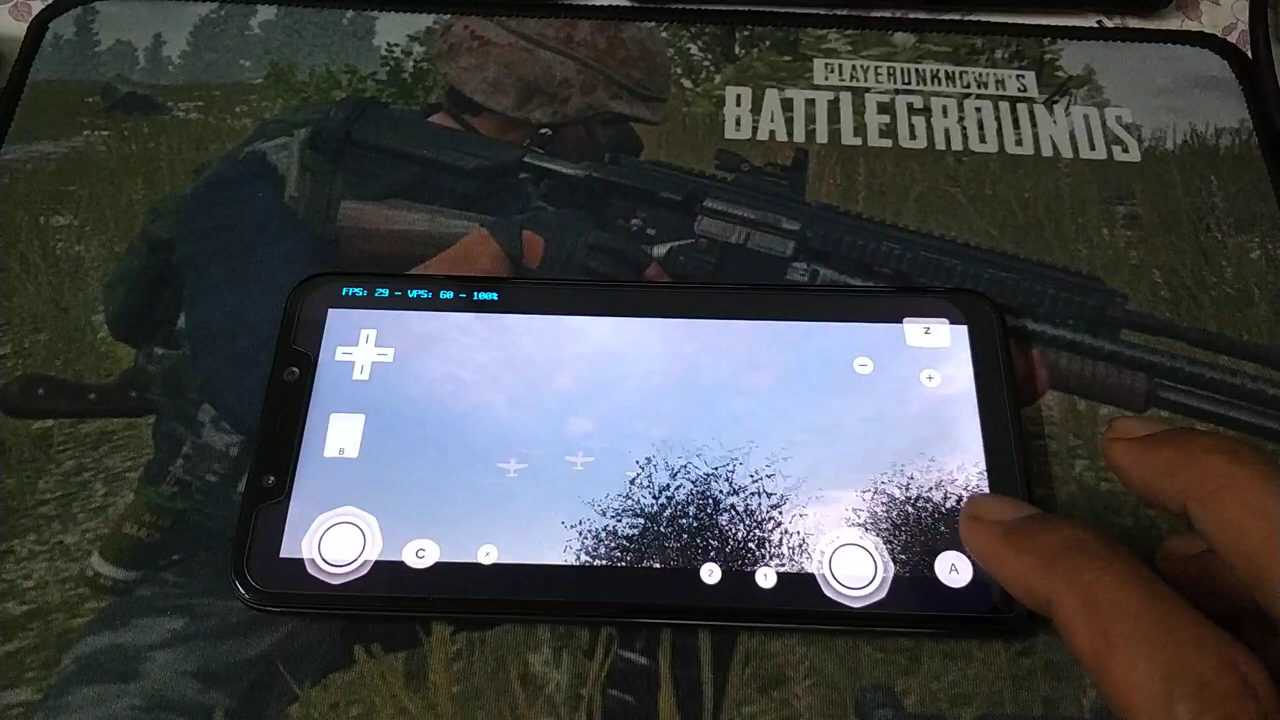 PLAYERUNKNOWN'S
BATTLEGROUNDS
FPS: 29 - VPS: 60 - 100%
Z
-
+
B
C
2
1
A